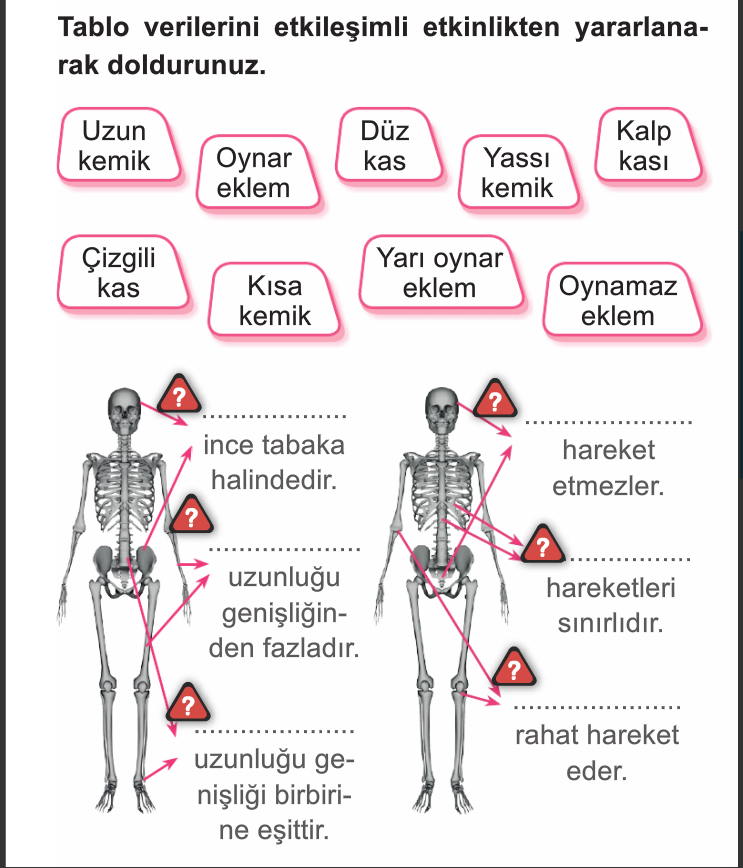 Tablo verilerini etkileşimli etkinlikten yararlana-
rak doldurunuz.
Uzun
kemik
Oynar
eklem
Düz
kas
Yassı
kemik
Kalp
kası
Çizgili
kas
Kısa
kemik
Yarı oynar
eklem
Oynamaz
eklem
?
...................
ince tabaka
halindedir.
?
....................
uzunluğu
genişliğin-
den fazladır.
?
.....................
uzunluğu ge-
nişliği birbiri-
ne eşittir.
?
......................
hareket
etmezler.
?
................
hareketleri
sınırlıdır.
?
......................
rahat hareket
eder.